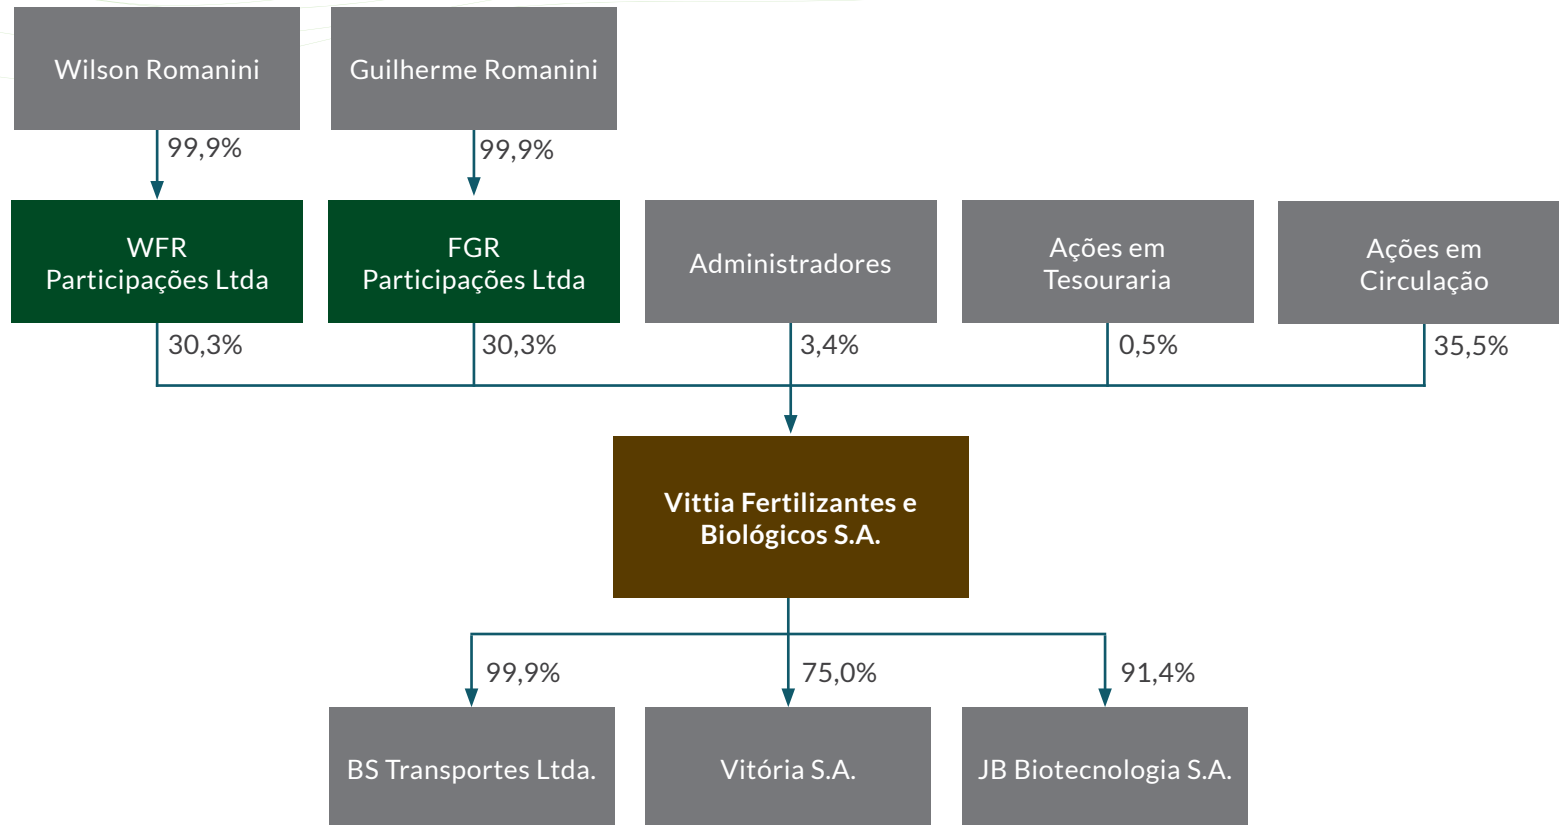 Wilson Romanini
Guilherme Romanini
99,9%
99,9%
WFR
Participações Ltda
FGR
Participações Ltda
Administradores
Ações em
Tesouraria
Ações em
Circulação
30,3%
30,3%
3,4%
0,5%
35,5%
Vittia Fertilizantes e
Biológicos S.A.
99,9%
75,0%
91,4%
BS Transportes Ltda.
Vitória S.A.
JB Biotecnologia S.A.